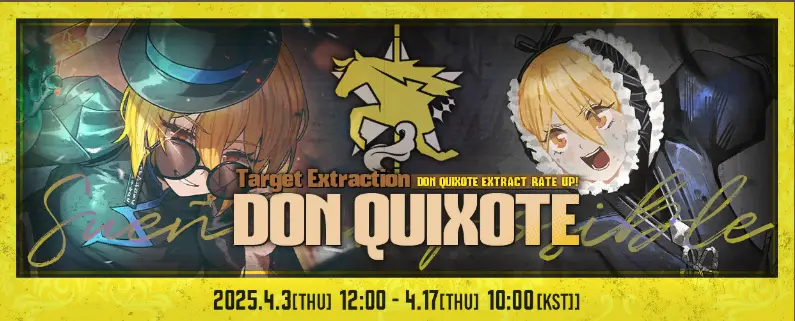 Target Extraction DON QUIXOTE EXTRACT RATE UP!
DON QUIXOTE
2025.4.3[THU] 12:00 - 4.17[THU] 10:00[KST]]